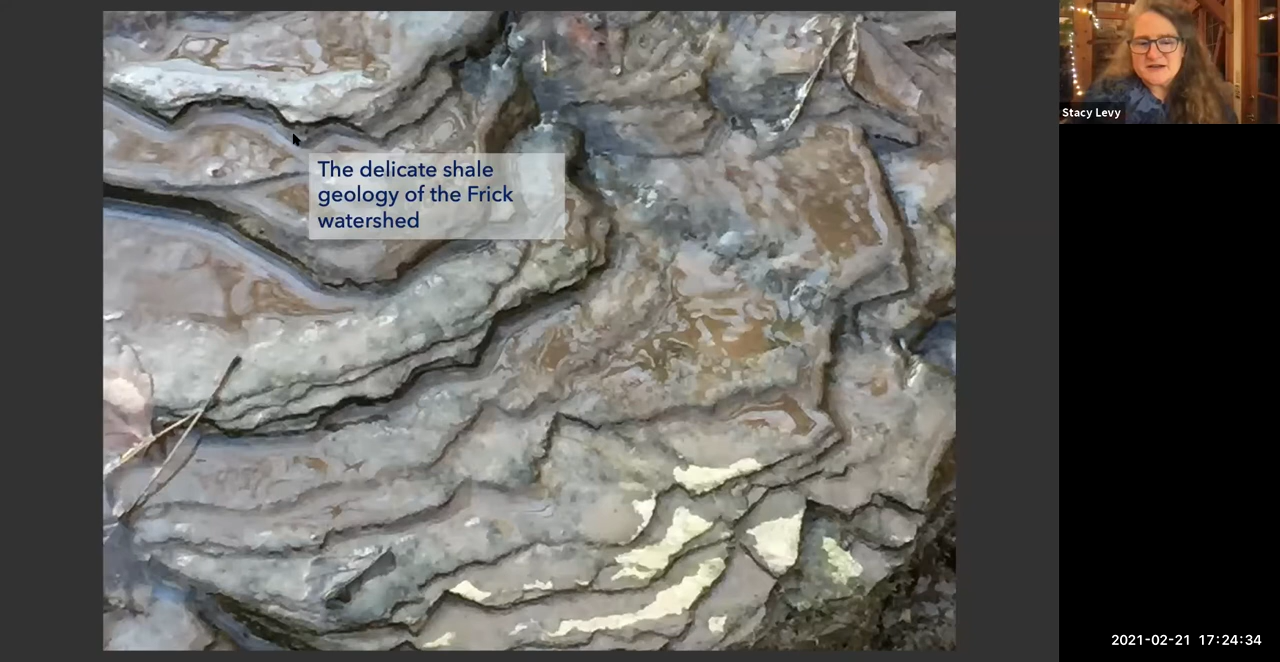 The delicate shale
geology of the Frick
watershed
Stacy Levy
2021-02-21 17:24:34